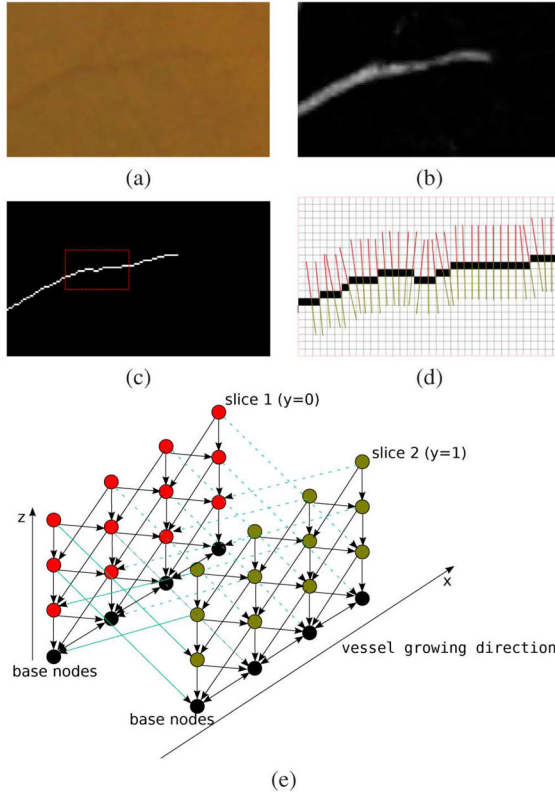 (a)
(b)
(c)
(d)
slice 1 (y=0)
slice 2 (y=1)
z
x
vessel growing direction
base nodes
base nodes
(e)